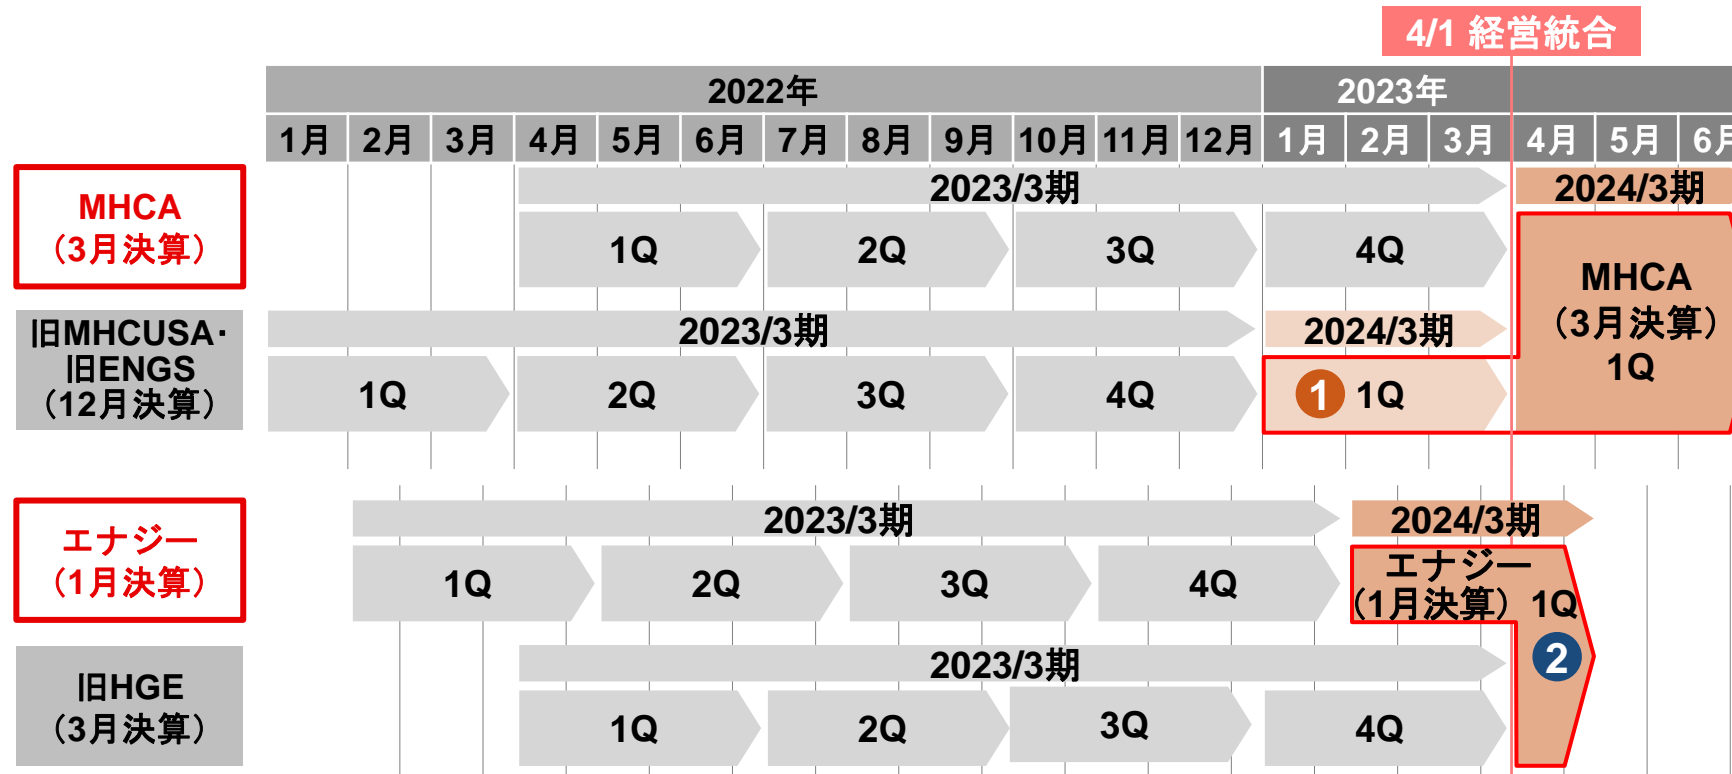 4/1 経営統合
2022年 2023年
1月 2月 3月 4月 5月 6月 7月 8月 9月 10月 11月 12月 1月 2月 3月 4月 5月 6月
MHCA
（3月決算）
2023/3期 2024/3期
1Q 2Q 3Q 4Q
MHCA
（3月決算）
1Q
旧MHCUSA・
旧ENGS
（12月決算）
2023/3期 2024/3期
1Q 2Q 3Q 4Q 1 1Q
エナジー
（1月決算）
2023/3期 2024/3期
1Q 2Q 3Q 4Q
エナジー
（1月決算） 1Q
2
旧HGE
（3月決算）
2023/3期
1Q 2Q 3Q 4Q